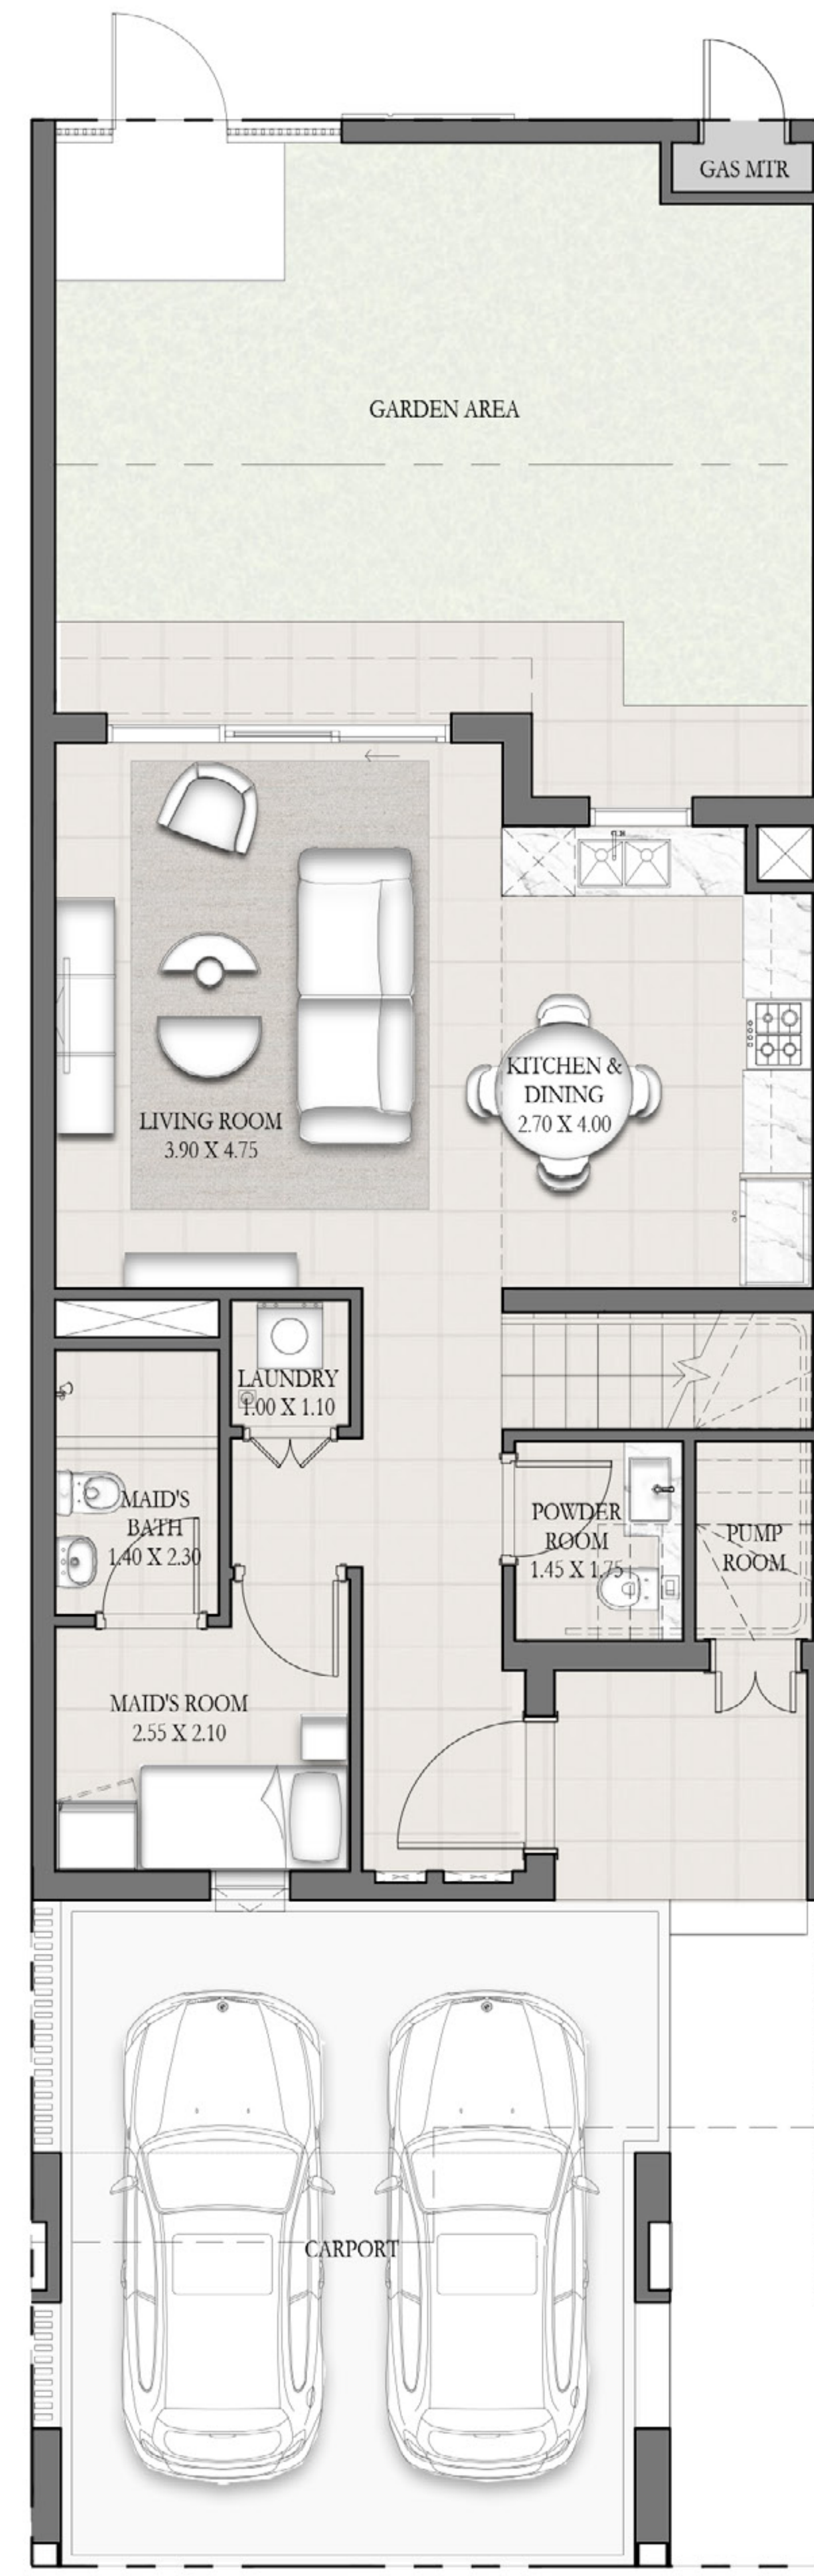 GAS MTR
GARDEN AREA
KITCHEN &
DINING
2.70 X 4.00
LIVING ROOM
3.90 X 4.75
LAUNDRY
1.00 X 1.10
MAID'S
BATH
1.40 X 2.30
POWDER
ROOM
1.45 X 1.75
PUMP
ROOM
MAID'S ROOM
2.55 X 2.10
CARPORT